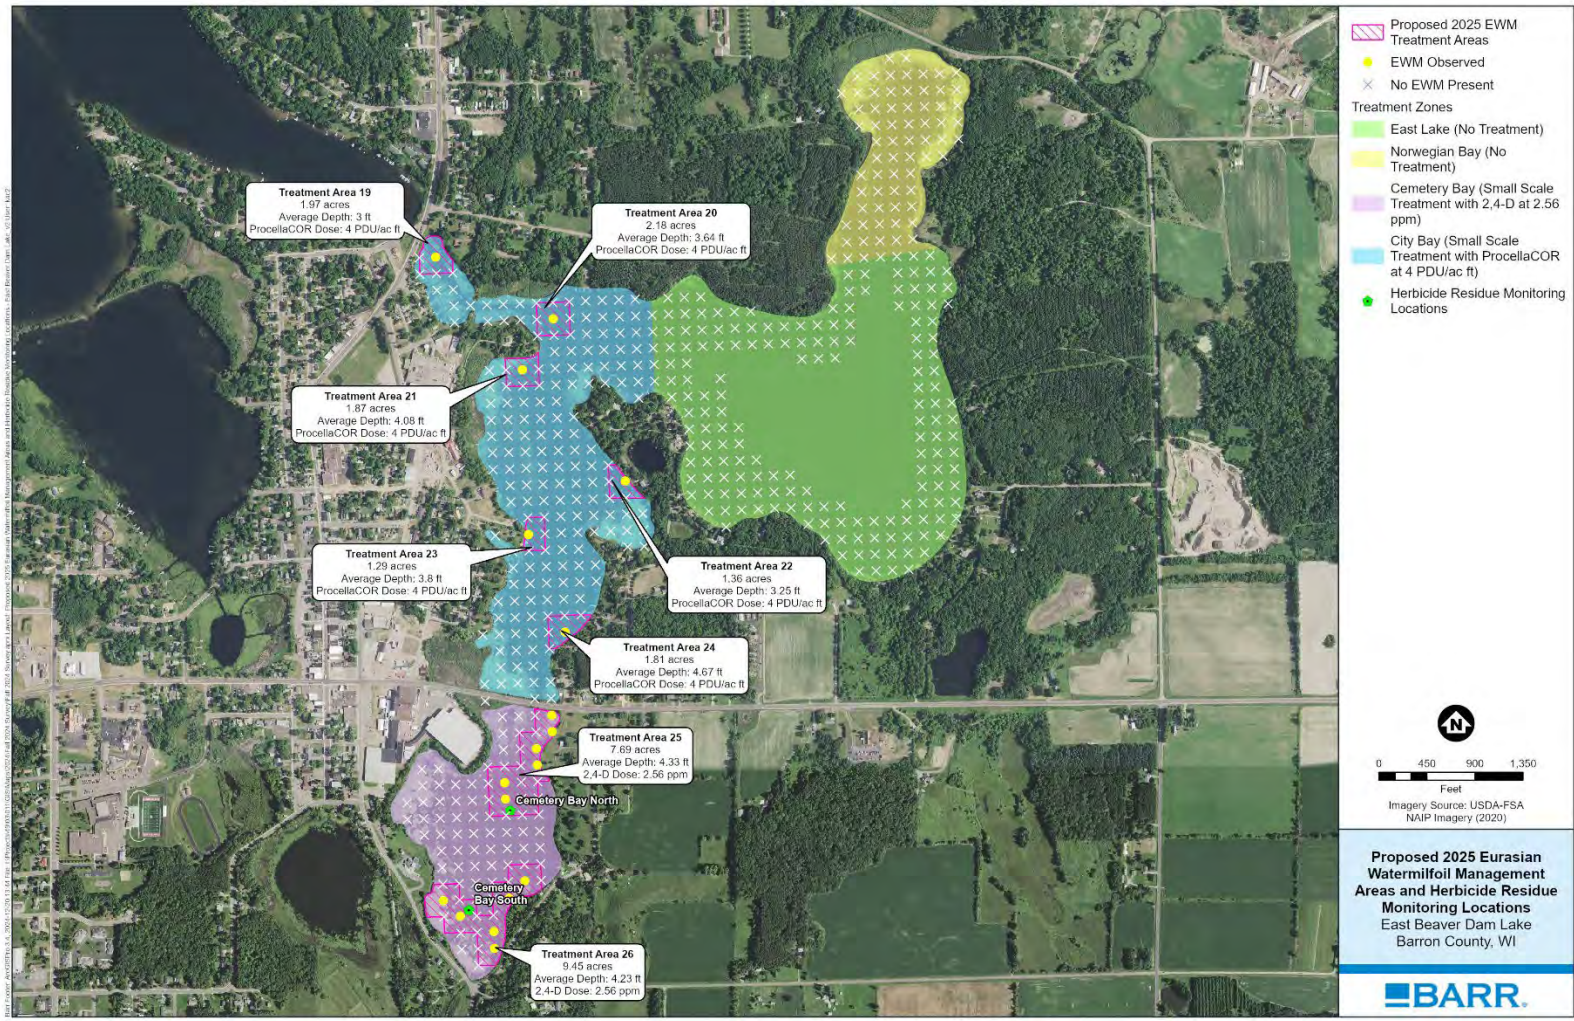 Treatment Area 19
1.97 acres
Average Depth: 3 ft
ProcellaCOR Dose: 4 PDU/ac ft
Treatment Area 20
2.18 acres
Average Depth: 3.64 ft
ProcellaCOR Dose: 4 PDU/ac ft
Treatment Area 21
1.87 acres
Average Depth: 4.08 ft
ProcellaCOR Dose: 4 PDU/ac ft
Treatment Area 23
1.29 acres
Average Depth: 3.8 ft
ProcellaCOR Dose: 4 PDU/ac ft
Treatment Area 22
1.36 acres
Average Depth: 3.25 ft
ProcellaCOR Dose: 4 PDU/ac ft
Treatment Area 24
1.81 acres
Average Depth: 4.67 ft
ProcellaCOR Dose: 4 PDU/ac ft
Treatment Area 25
7.69 acres
Average Depth: 4.33 ft
2,4-D Dose: 2.56 ppm
Cemetery Bay North
Cemetery
Bay South
Treatment Area 26
9.45 acres
Average Depth: 4.23 ft
2,4-D Dose: 2.56 ppm
Proposed 2025 EWM
Treatment Areas
EWM Observed
No EWM Present
Treatment Zones
East Lake (No Treatment)
Norwegian Bay (No
Treatment)
Cemetery Bay (Small Scale
Treatment with 2,4-D at 2.56
ppm)
City Bay (Small Scale
Treatment with ProcellaCOR
at 4 PDU/ac ft)
Herbicide Residue Monitoring
Locations
N
0 450 900 1,350
Feet
Imagery Source: USDA-FSA
NAIP Imagery (2020)
Proposed 2025 Eurasian
Watermilfoil Management
Areas and Herbicide Residue
Monitoring Locations
East Beaver Dam Lake
Barron County, WI
BARR